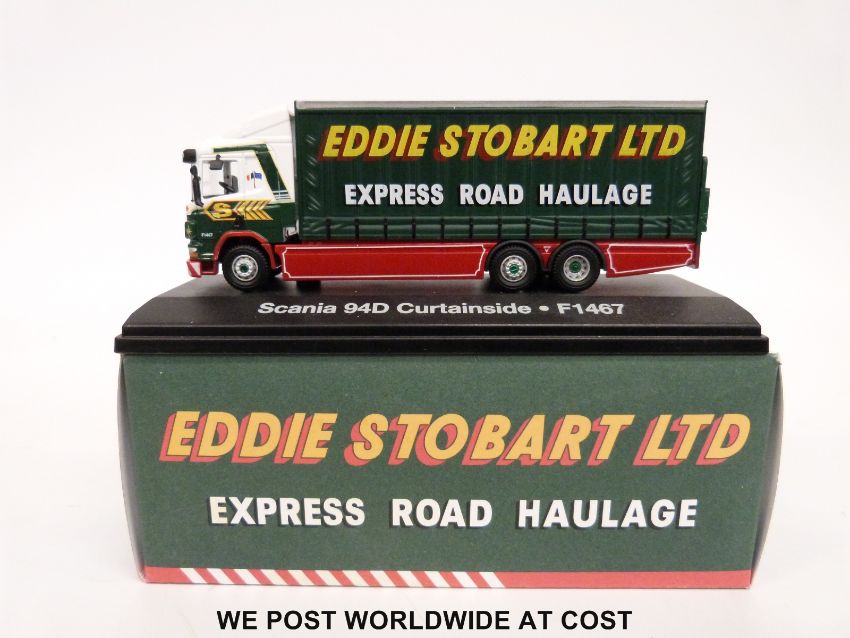 EDDIE STOBART LTD
EXPRESS ROAD HAULAGE
S
F1467
Scania 94D Curtainside • F1467
EDDIE STOBART LTD
EXPRESS ROAD HAULAGE
WE POST WORLDWIDE AT COST